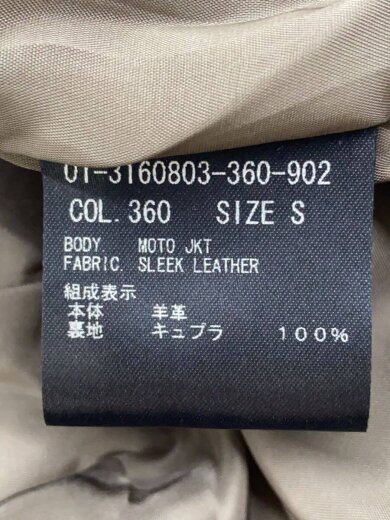 01-3160803-360-902
COL.360 SIZE S
BODY. MOTO JKT
FABRIC. SLEEK LEATHER
組成表示
本体 羊革
裏地 キュプラ 100%